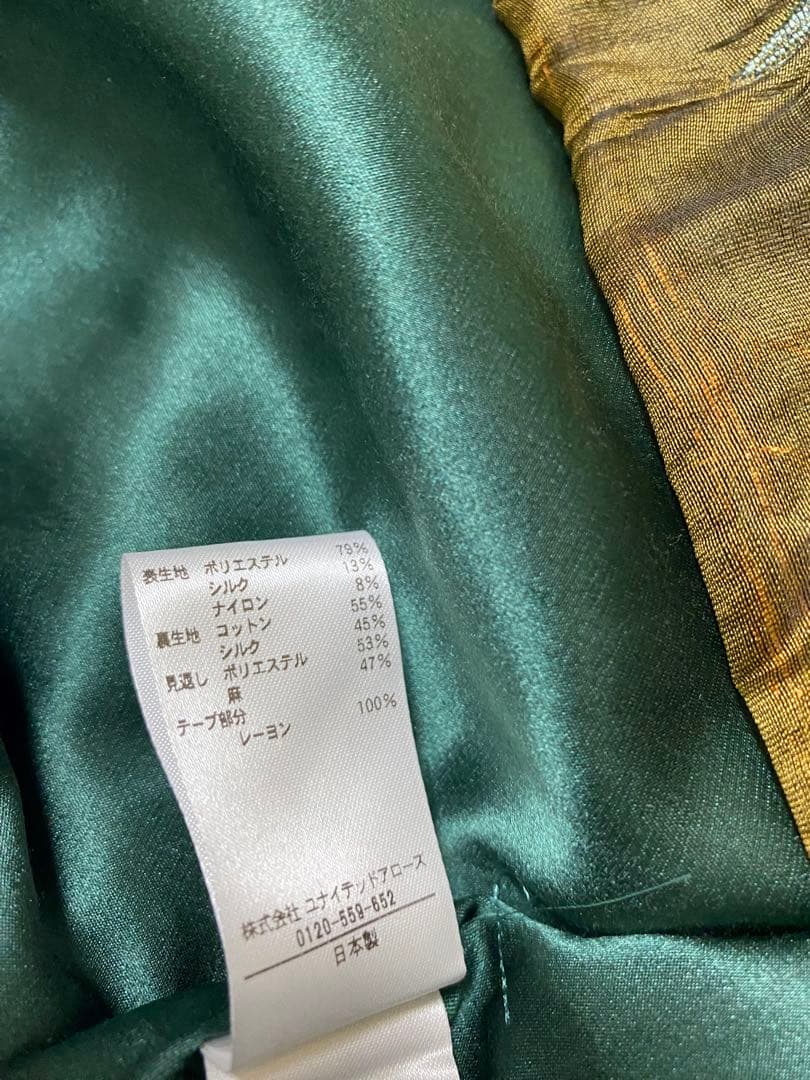 表生地 ポリエステル 79%
シルク 13%
ナイロン 8%
裏生地 コットン 55%
シルク 45%
見返し ポリエステル 53%
麻 47%
テープ部分
レーヨン 100%
株式会社 ユナイテッドアローズ
0120-559-652
日本製